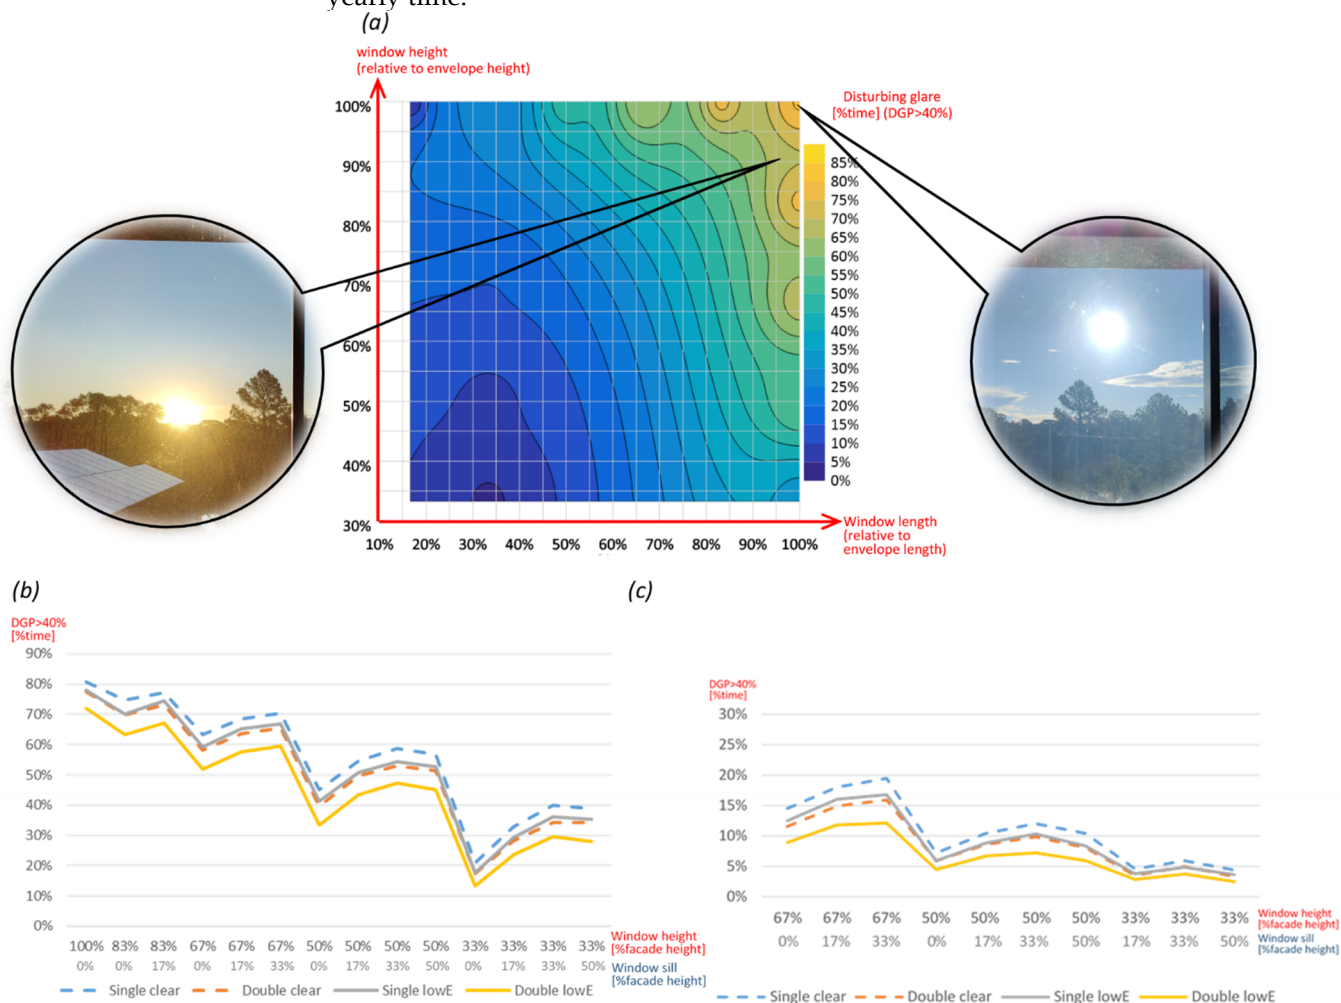 yearly time.
(a)
window height
(relative to envelope height)
Disturbing glare
[%time] (DGP>40%)
100%
90%
80%
70%
60%
50%
40%
30%
85%
80%
75%
70%
65%
60%
55%
50%
45%
40%
35%
30%
25%
20%
15%
10%
5%
0%
10% 20% 30% 40% 50% 60% 70% 80% 90% 100%
Window length
(relative to
envelope length)
(b)
DGP>40%
[%time]
90%
80%
70%
60%
50%
40%
30%
20%
10%
0%
100% 83% 83% 67% 67% 67% 50% 50% 50% 50% 33% 33% 33% 33%
0% 0% 17% 0% 17% 33% 0% 17% 33% 50% 0% 17% 33% 50%
Window height
[%facade height]
Window sill
[%facade height]
Single clear Double clear Single lowE Double lowE
(c)
DGP>40%
[%time]
30%
25%
20%
15%
10%
5%
0%
67% 67% 67% 50% 50% 50% 50% 33% 33% 33%
0% 17% 33% 0% 17% 33% 50% 17% 33% 50%
Window height
[%facade height]
Window sill
[%facade height]
Single clear Double clear Single lowE Double lowE